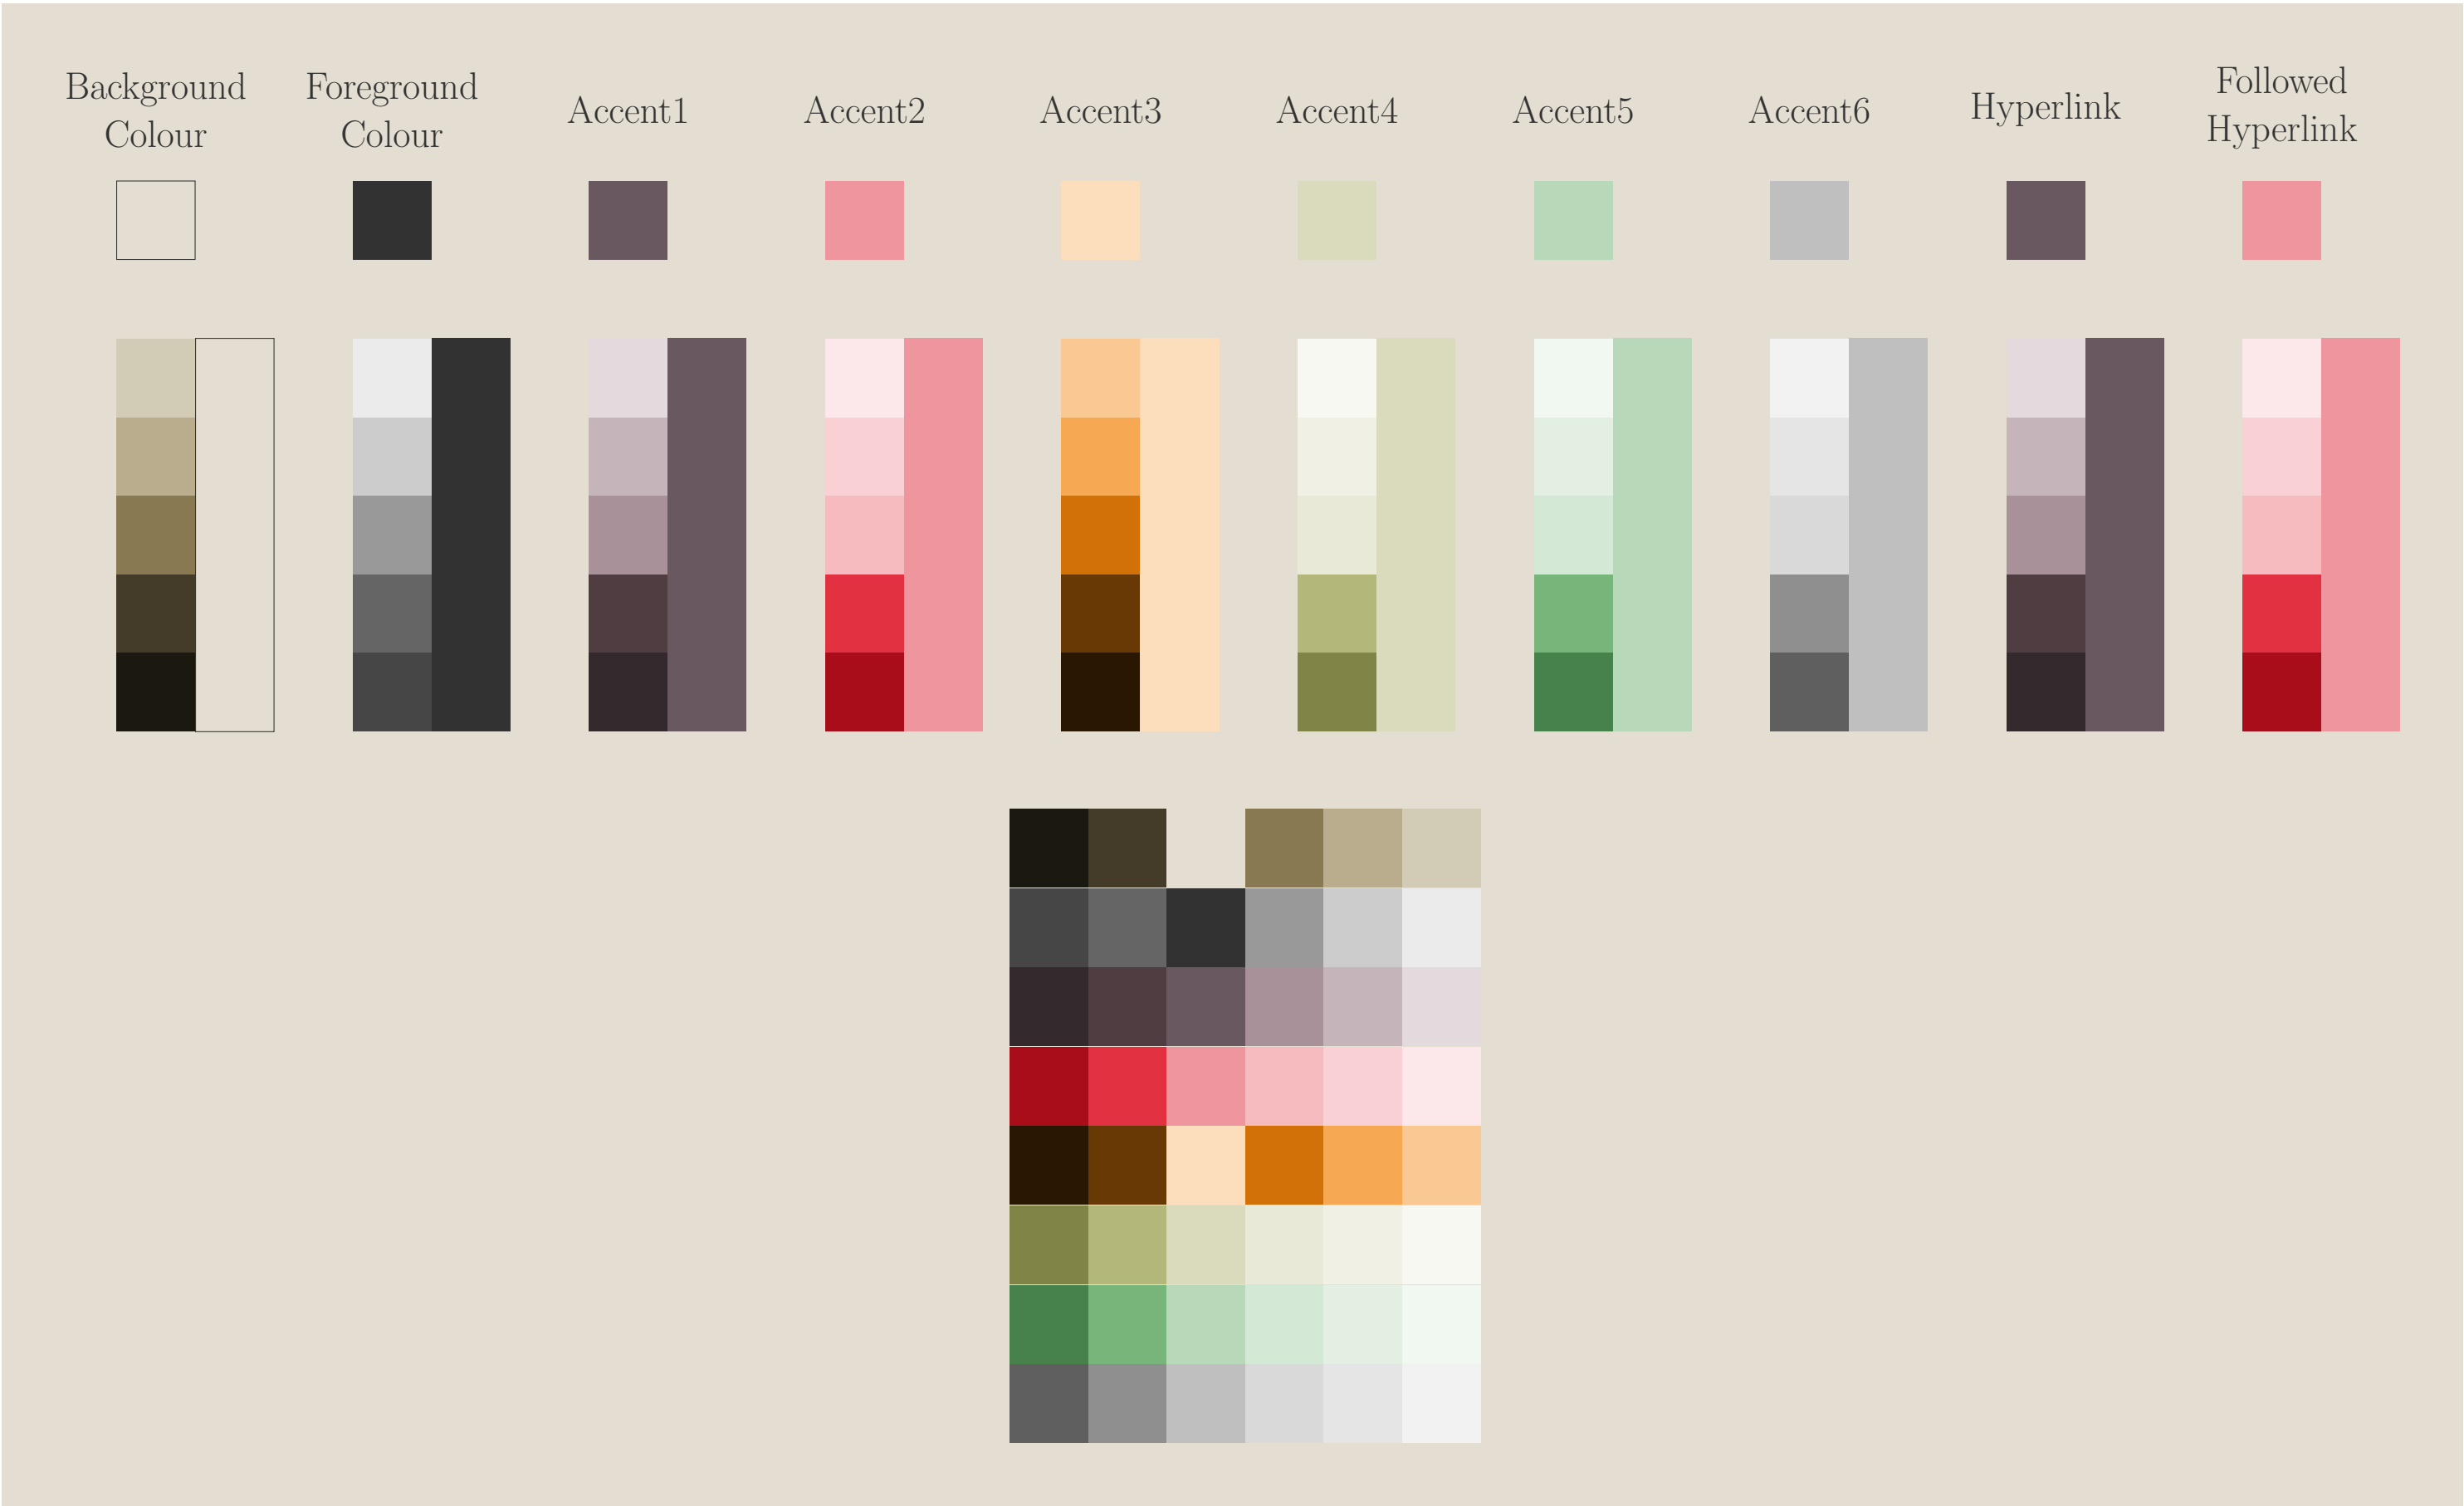 Background
Colour
Foreground
Colour
Accent1
Accent2
Accent3
Accent4
Accent5
Accent6
Hyperlink
Followed
Hyperlink